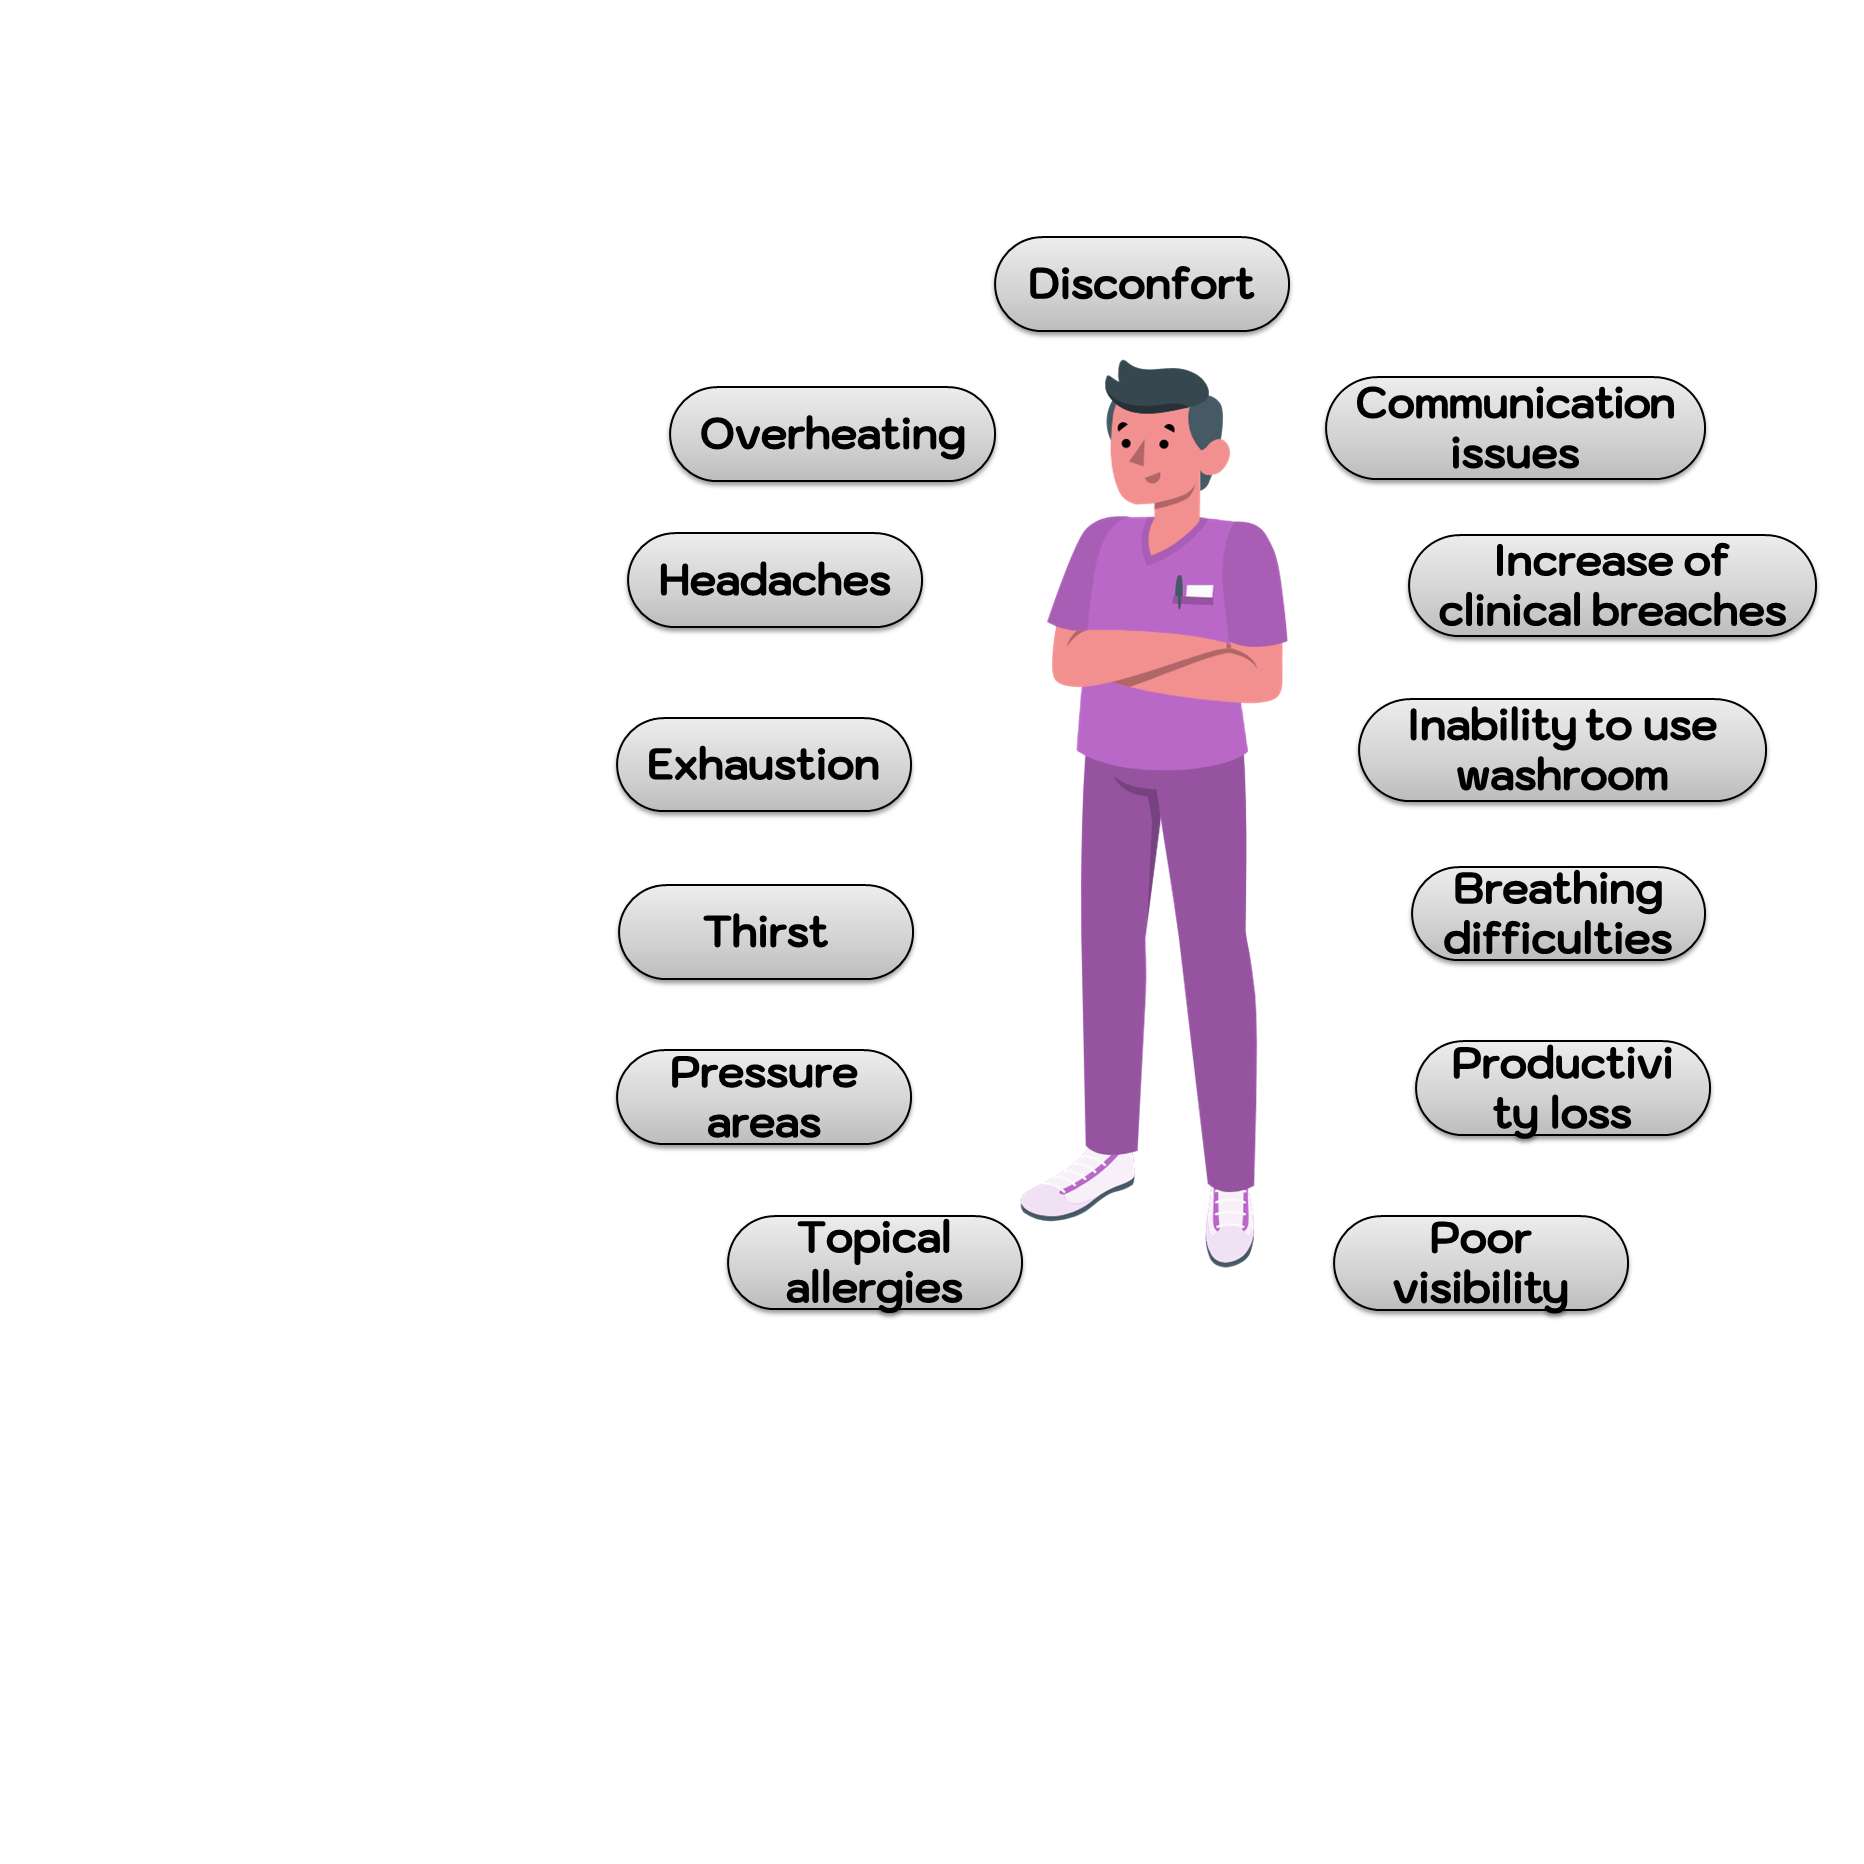 Disconfort
Overheating
Communication
issues
Headaches
Increase of
clinical breaches
Exhaustion
Inability to use
washroom
Thirst
Breathing
difficulties
Pressure
areas
Productivi
ty loss
Topical
allergies
Poor
visibility